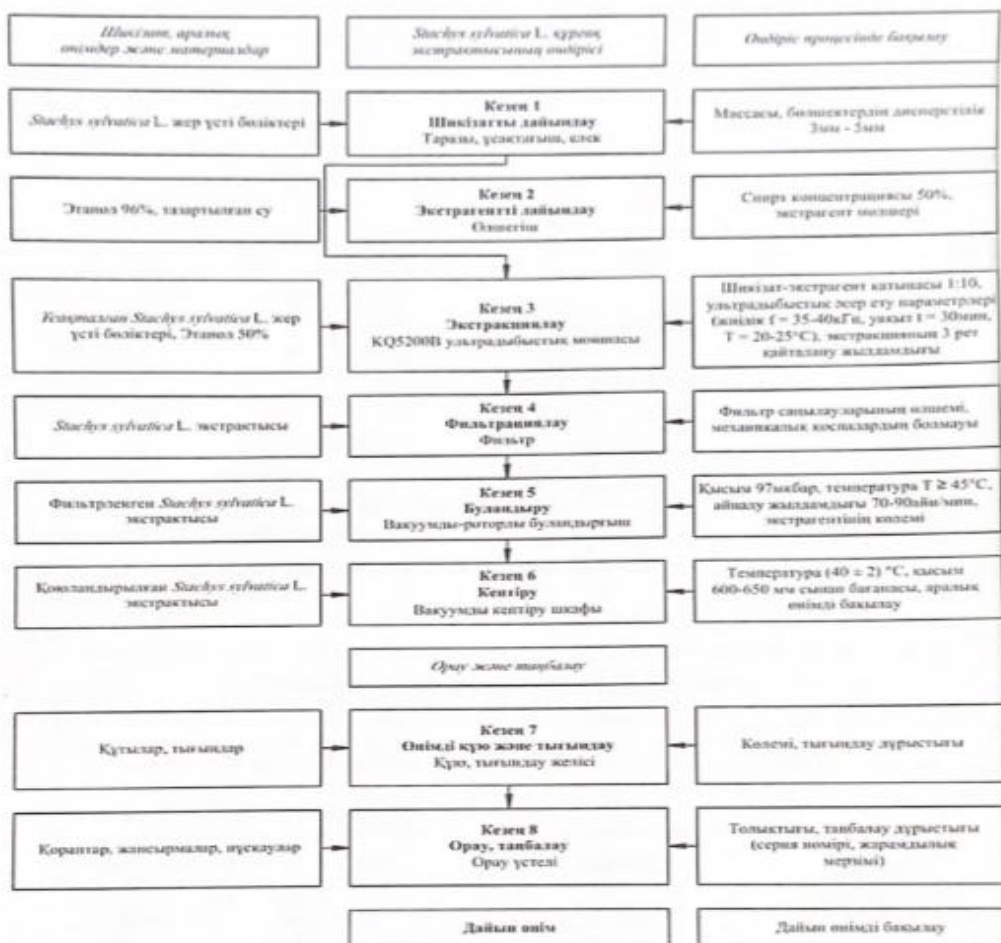 Шикізат, аралық
өнімдер және материалдар
Stachys sylvatica L. құрғақ
экстрактысының өндірісі
Өндіріс процесінде бақылау
Stachys sylvatica L. жер үсті бөліктері
Кезең 1
Шикізатты дайындау
Таразы, ұсақтағыш, елек
Массасы, бөлшектердің дисперстілік
3мм - 5мм
Этанол 96%, тазартылған су
Кезең 2
Экстрагентті дайындау
Өлшегіш
Спирт концентрациясы 50%,
экстрагент мөлшері
Ұсақталған Stachys sylvatica L. жер
үсті бөліктері, Этанол 50%
Кезең 3
Экстракциялау
KQ5200B ультрадыбыстық моншасы
Шикізат-экстрагент қатынасы 1:10,
ультрадыбыстық әсер ету параметрлері
(жиілік f = 35-40кГц, уақыт t = 30мин,
T = 20-25°C), экстракцияның 3 рет
қайталану жылдамдығы
Stachys sylvatica L. экстрактысы
Кезең 4
Фильтрациялау
Фильтр
Фильтр саңылауларының өлшемі,
механикалық қоспалардың болмауы
Фильтрленген Stachys sylvatica L.
экстрактысы
Кезең 5
Буландыру
Вакуумды-роторлы буландырғыш
Қысым 97мкбар, температура T ≥ 45°C,
айналу жылдамдығы 70-90айн/мин,
экстрагентінің көлемі
Қоюландырылған Stachys sylvatica L.
экстрактысы
Кезең 6
Кептіру
Вакуумды кептіру шкафы
Температура (40 ± 2) °C, қысым
600-650 мм сынап бағанасы, аралық
өнімді бақылау
Орау және таңбалау
Құтылар, тығындар
Кезең 7
Өнімді құю және тығындау
Құю, тығындау желісі
Көлемі, тығындау дұрыстығы
Қораптар, жапсырмалар, нұсқаулар
Кезең 8
Орау, таңбалау
Орау үстелі
Толықтығы, таңбалау дұрыстығы
(серия нөмірі, жарамдылық
мерзімі)
Дайын өнім
Дайын өнімді бақылау